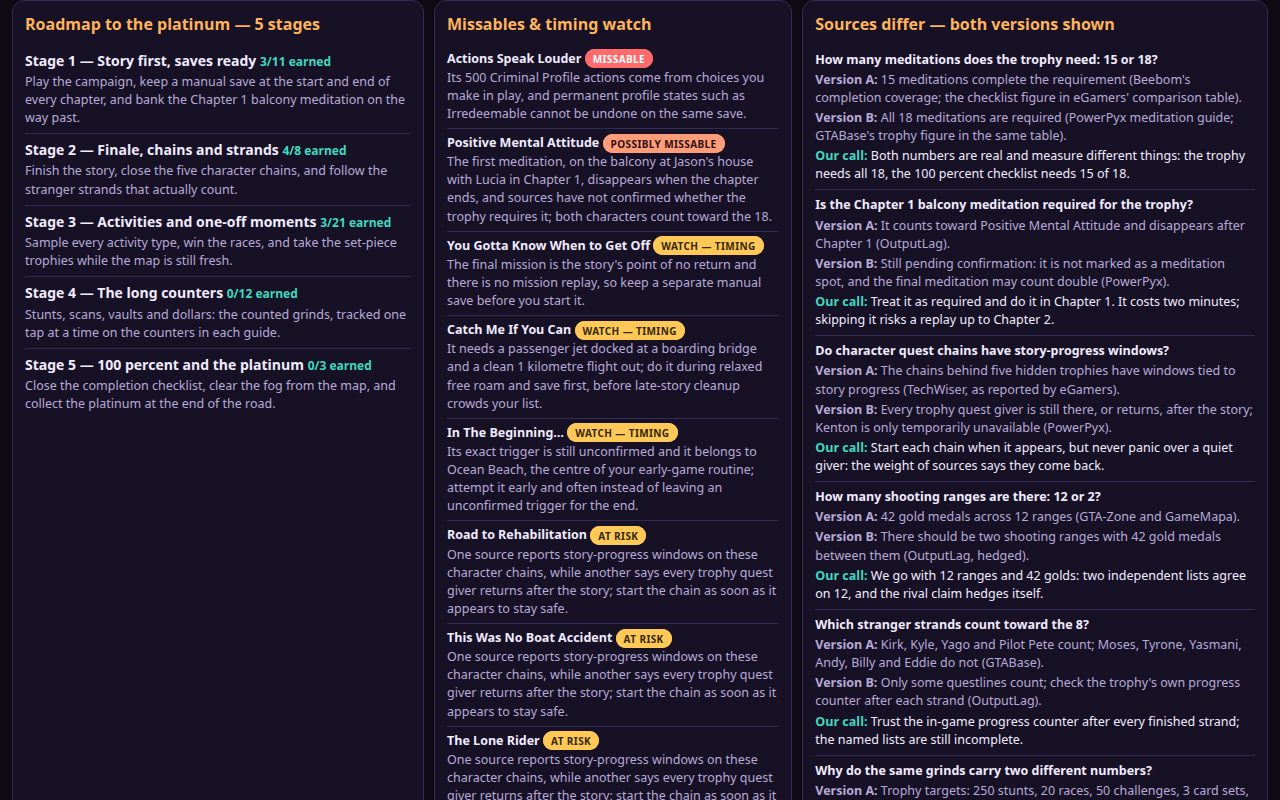 Roadmap to the platinum — 5 stages
Stage 1 — Story first, saves ready 3/11 earned
Play the campaign, keep a manual save at the start and end of
every chapter, and bank the Chapter 1 balcony meditation on the
way past.
Stage 2 — Finale, chains and strands 4/8 earned
Finish the story, close the five character chains, and follow the
stranger strands that actually count.
Stage 3 — Activities and one-off moments 3/21 earned
Sample every activity type, win the races, and take the set-piece
trophies while the map is still fresh.
Stage 4 — The long counters 0/12 earned
Stunts, scans, vaults and dollars: the counted grinds, tracked one
tap at a time on the counters in each guide.
Stage 5 — 100 percent and the platinum 0/3 earned
Close the completion checklist, clear the fog from the map, and
collect the platinum at the end of the road.
Missables & timing watch
Actions Speak Louder MISSABLE
Its 500 Criminal Profile actions come from choices you
make in play, and permanent profile states such as
Irredeemable cannot be undone on the same save.
Positive Mental Attitude POSSIBLY MISSABLE
The first meditation, on the balcony at Jason's house
with Lucia in Chapter 1, disappears when the chapter
ends, and sources have not confirmed whether the
trophy requires it; both characters count toward the 18.
You Gotta Know When to Get Off WATCH — TIMING
The final mission is the story's point of no return and
there is no mission replay, so keep a separate manual
save before you start it.
Catch Me If You Can WATCH — TIMING
It needs a passenger jet docked at a boarding bridge
and a clean 1 kilometre flight out; do it during relaxed
free roam and save first, before late-story cleanup
crowds your list.
In The Beginning... WATCH — TIMING
Its exact trigger is still unconfirmed and it belongs to
Ocean Beach, the centre of your early-game routine;
attempt it early and often instead of leaving an
unconfirmed trigger for the end.
Road to Rehabilitation AT RISK
One source reports story-progress windows on these
character chains, while another says every trophy quest
giver returns after the story; start the chain as soon as it
appears to stay safe.
This Was No Boat Accident AT RISK
One source reports story-progress windows on these
character chains, while another says every trophy quest
giver returns after the story; start the chain as soon as it
appears to stay safe.
The Lone Rider AT RISK
One source reports story-progress windows on these
character chains, while another says every trophy quest
giver returns after the story; start the chain as soon as it
Sources differ — both versions shown
How many meditations does the trophy need: 15 or 18?
Version A: 15 meditations complete the requirement (Beebom's
completion coverage; the checklist figure in eGamers' comparison table).
Version B: All 18 meditations are required (PowerPyx meditation guide;
GTABase's trophy figure in the same table).
Our call: Both numbers are real and measure different things: the trophy
needs all 18, the 100 percent checklist needs 15 of 18.
Is the Chapter 1 balcony meditation required for the trophy?
Version A: It counts toward Positive Mental Attitude and disappears after
Chapter 1 (OutputLag).
Version B: Still pending confirmation: it is not marked as a meditation
spot, and the final meditation may count double (PowerPyx).
Our call: Treat it as required and do it in Chapter 1. It costs two minutes;
skipping it risks a replay up to Chapter 2.
Do character quest chains have story-progress windows?
Version A: The chains behind five hidden trophies have windows tied to
story progress (TechWiser, as reported by eGamers).
Version B: Every trophy quest giver is still there, or returns, after the story;
Kenton is only temporarily unavailable (PowerPyx).
Our call: Start each chain when it appears, but never panic over a quiet
giver: the weight of sources says they come back.
How many shooting ranges are there: 12 or 2?
Version A: 42 gold medals across 12 ranges (GTA-Zone and GameMapa).
Version B: There should be two shooting ranges with 42 gold medals
between them (OutputLag, hedged).
Our call: We go with 12 ranges and 42 golds: two independent lists agree
on 12, and the rival claim hedges itself.
Which stranger strands count toward the 8?
Version A: Kirk, Kyle, Yago and Pilot Pete count; Moses, Tyrone, Yasmani,
Andy, Billy and Eddie do not (GTABase).
Version B: Only some questlines count; check the trophy's own progress
counter after each strand (OutputLag).
Our call: Trust the in-game progress counter after every finished strand;
the named lists are still incomplete.
Why do the same grinds carry two different numbers?
Version A: Trophy targets: 250 stunts, 20 races, 50 challenges, 3 card sets,